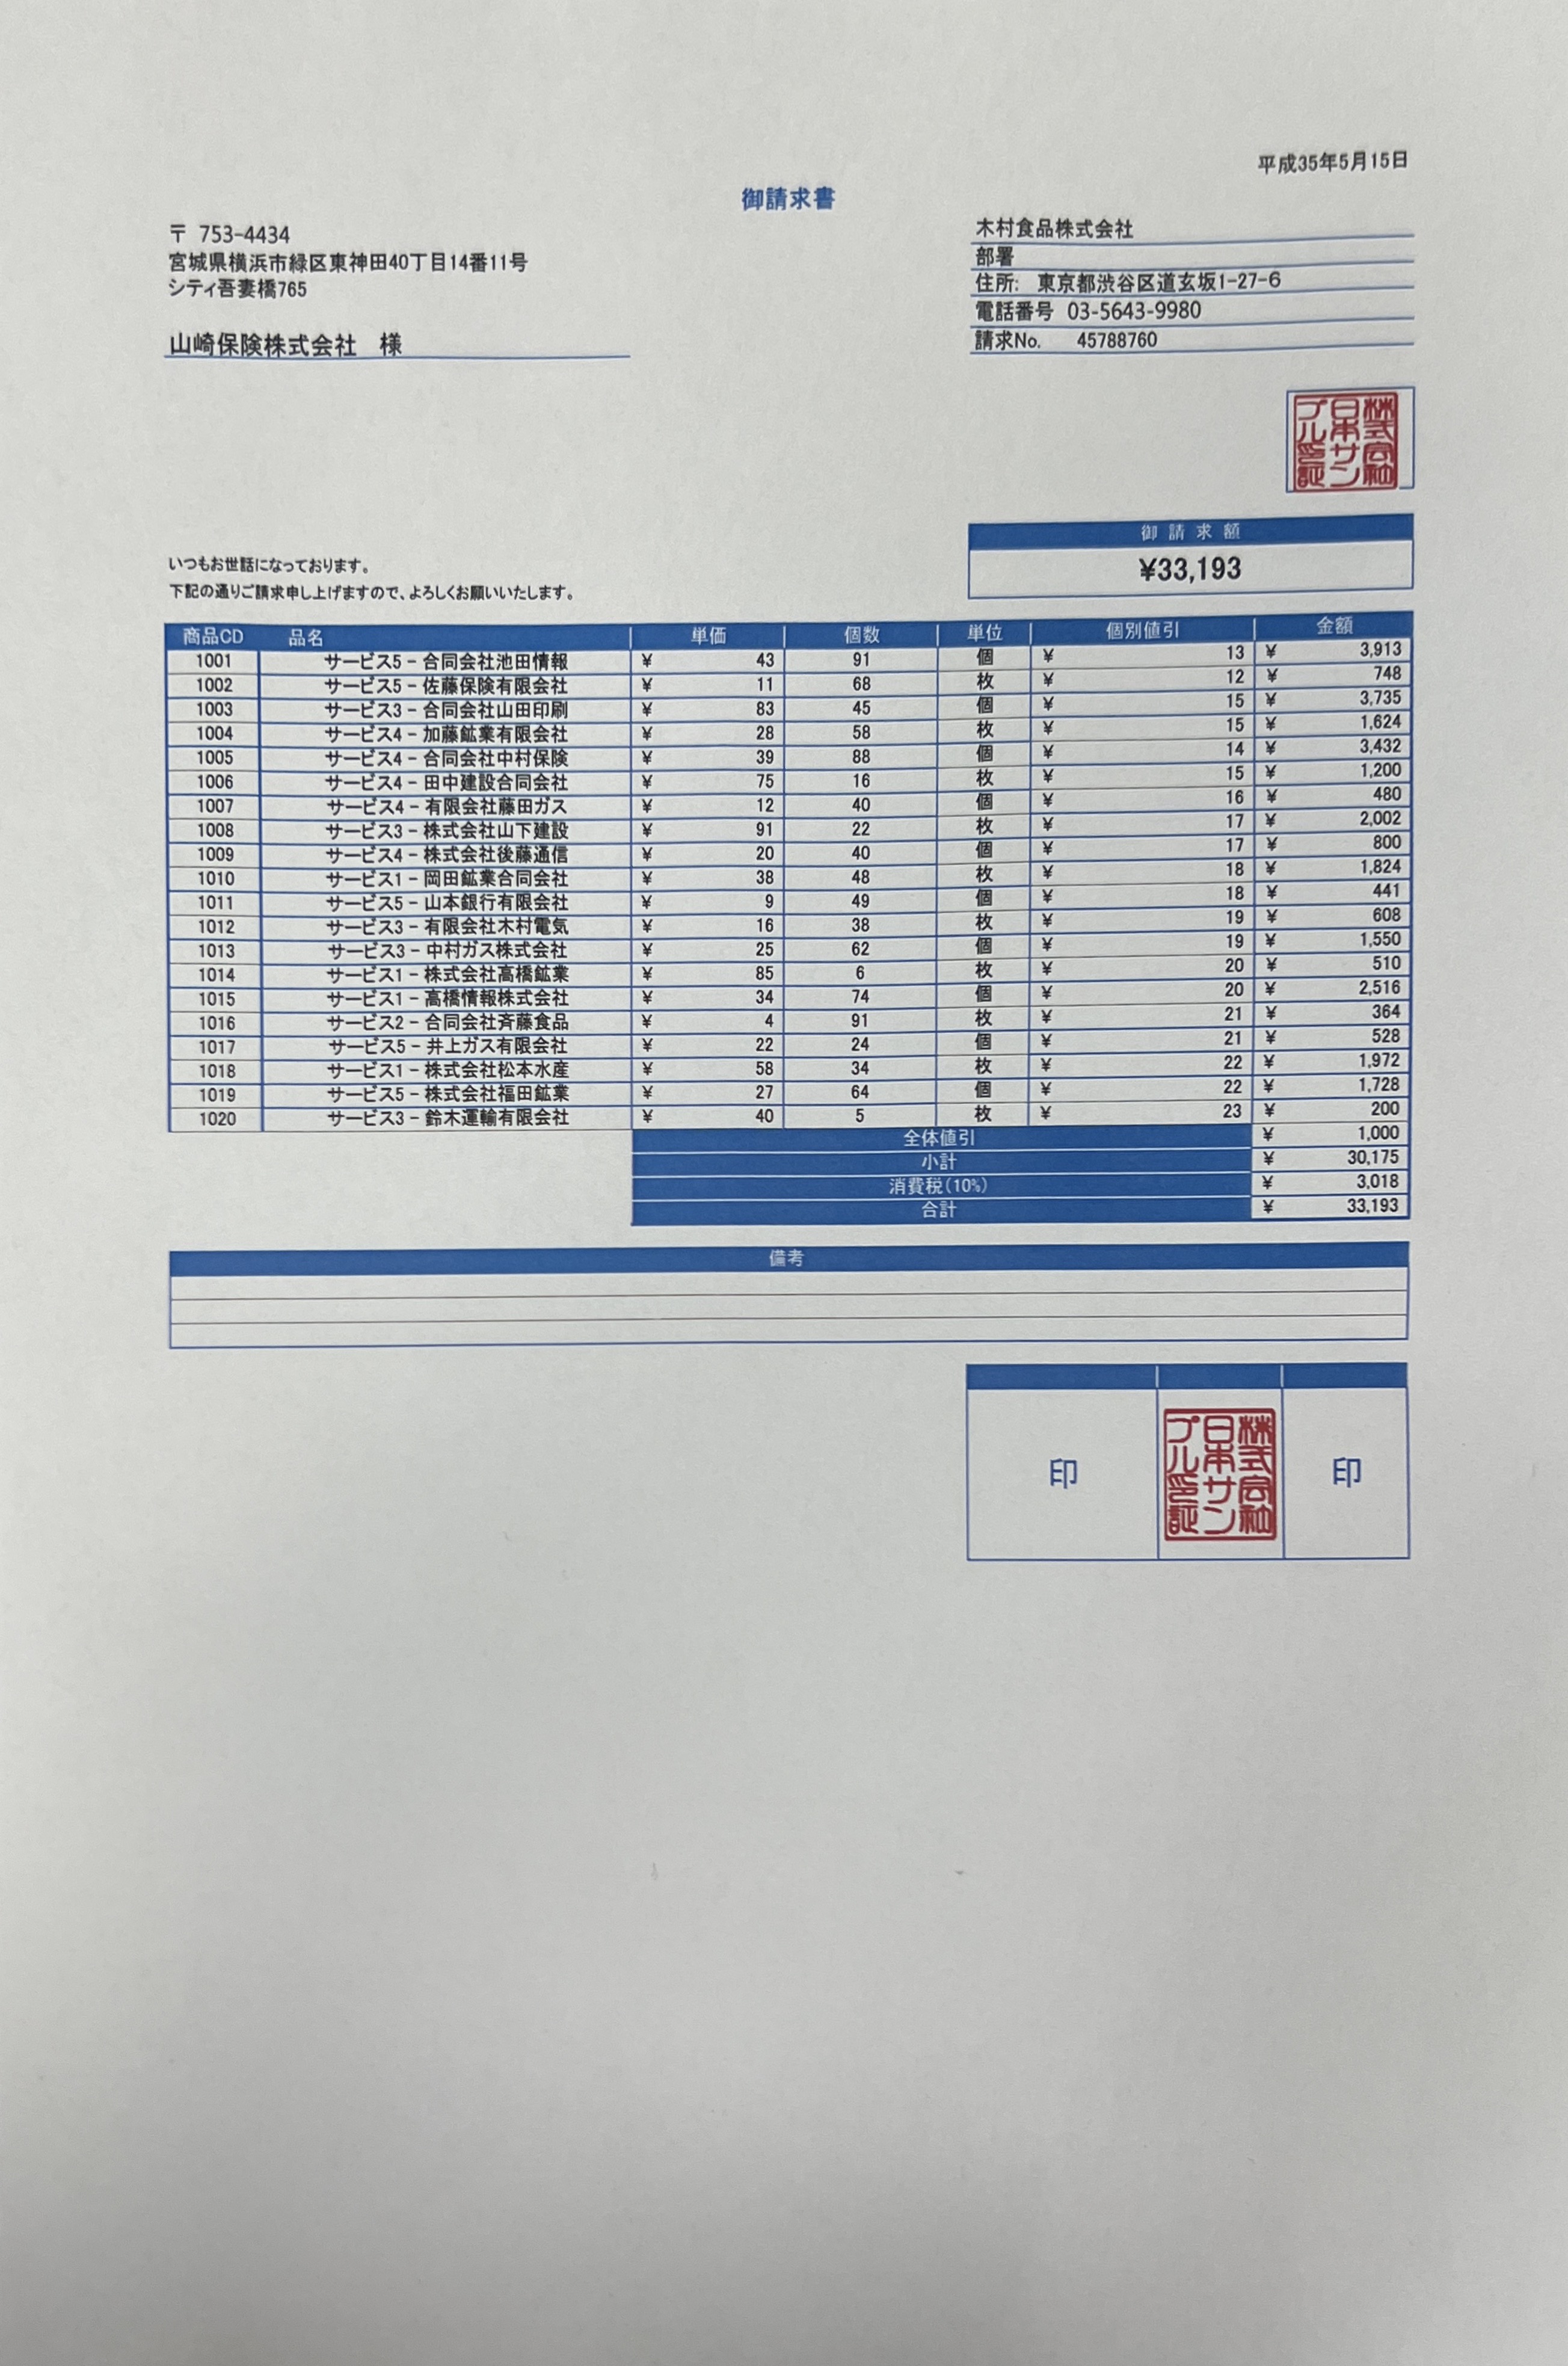 平成35年5月15日
御請求書
〒 753-4434
宮城県横浜市緑区東神田40丁目14番11号
シティ吾妻橋765
山崎保険株式会社 様
木村食品株式会社
部署
住所: 東京都渋谷区道玄坂1-27-6
電話番号 03-5643-9980
請求No. 45788760
株式会社
日本サン
プル印証
御請求額
¥33,193
いつもお世話になっております。
下記の通りご請求申し上げますので、よろしくお願いいたします。
商品CD 品名 単価 個数 単位 個別値引 金額
1001 サービス5 - 合同会社池田情報 ¥ 43 91 個 ¥ 13 ¥ 3,913
1002 サービス5 - 佐藤保険有限会社 ¥ 11 68 枚 ¥ 12 ¥ 748
1003 サービス3 - 合同会社山田印刷 ¥ 83 45 個 ¥ 15 ¥ 3,735
1004 サービス4 - 加藤鉱業有限会社 ¥ 28 58 枚 ¥ 15 ¥ 1,624
1005 サービス4 - 合同会社中村保険 ¥ 39 88 個 ¥ 14 ¥ 3,432
1006 サービス4 - 田中建設合同会社 ¥ 75 16 枚 ¥ 15 ¥ 1,200
1007 サービス4 - 有限会社藤田ガス ¥ 12 40 個 ¥ 16 ¥ 480
1008 サービス3 - 株式会社山下建設 ¥ 91 22 枚 ¥ 17 ¥ 2,002
1009 サービス4 - 株式会社後藤通信 ¥ 20 40 個 ¥ 17 ¥ 800
1010 サービス1 - 岡田鉱業合同会社 ¥ 38 48 枚 ¥ 18 ¥ 1,824
1011 サービス5 - 山本銀行有限会社 ¥ 9 49 個 ¥ 18 ¥ 441
1012 サービス3 - 有限会社木村電気 ¥ 16 38 枚 ¥ 19 ¥ 608
1013 サービス3 - 中村ガス株式会社 ¥ 25 62 個 ¥ 19 ¥ 1,550
1014 サービス1 - 株式会社高橋鉱業 ¥ 85 6 枚 ¥ 20 ¥ 510
1015 サービス1 - 高橋情報株式会社 ¥ 34 74 個 ¥ 20 ¥ 2,516
1016 サービス2 - 合同会社斉藤食品 ¥ 4 91 枚 ¥ 21 ¥ 364
1017 サービス5 - 井上ガス有限会社 ¥ 22 24 個 ¥ 21 ¥ 528
1018 サービス1 - 株式会社松本水産 ¥ 58 34 枚 ¥ 22 ¥ 1,972
1019 サービス5 - 株式会社福田鉱業 ¥ 27 64 個 ¥ 22 ¥ 1,728
1020 サービス3 - 鈴木運輸有限会社 ¥ 40 5 枚 ¥ 23 ¥ 200
全体値引 ¥ 1,000
小計 ¥ 30,175
消費税(10%) ¥ 3,018
合計 ¥ 33,193
備考
印
株式会社
日本サン
プル印証
印